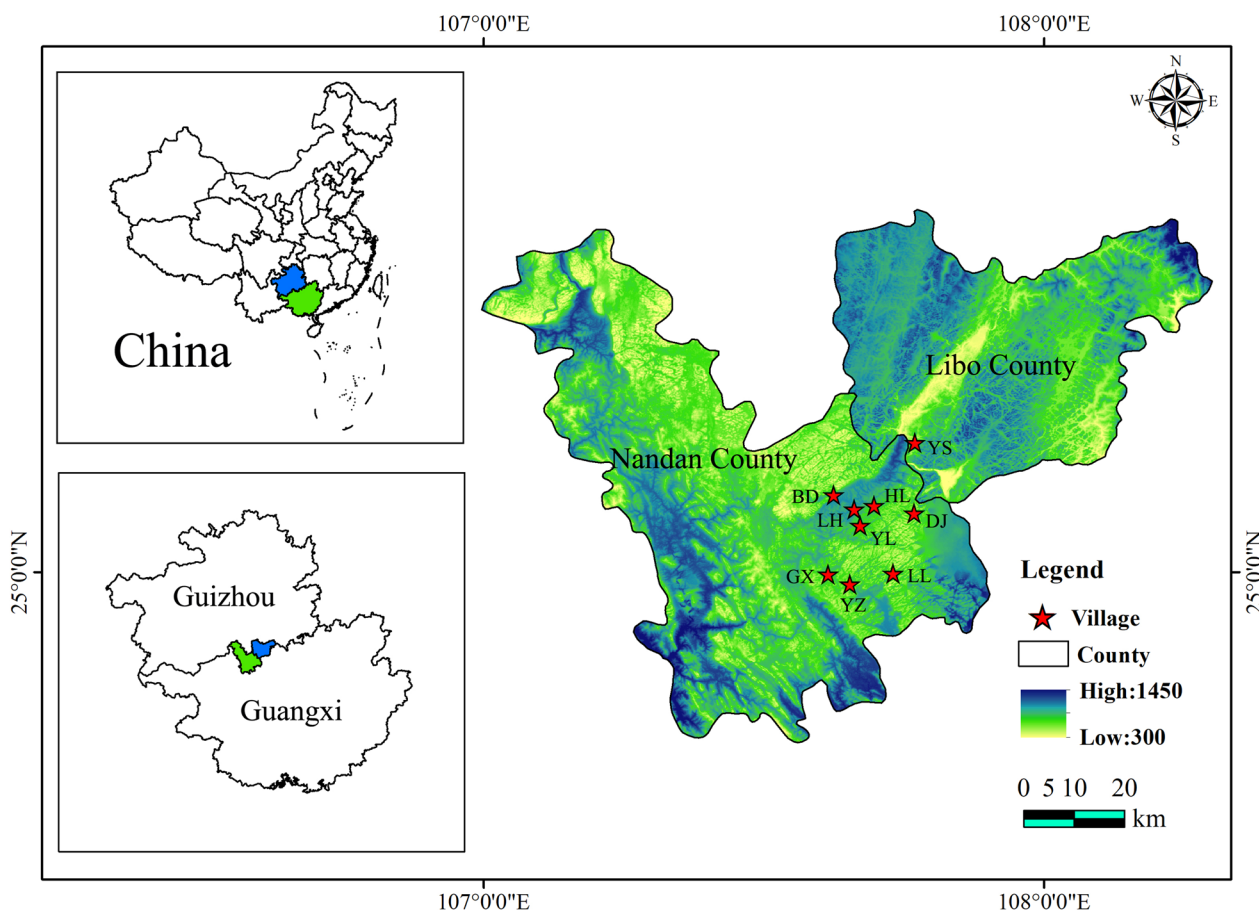 107°0'0"E
108°0'0"E
N
W
E
S
China
Libo County
Nandan County
YS
BD
HL
LH
DJ
YL
25°0'0"N
25°0'0"N
GX
LL
YZ
Guizhou
Guangxi
Legend
Village
County
High:1450
Low:300
0 5 10 20
km
107°0'0"E
108°0'0"E